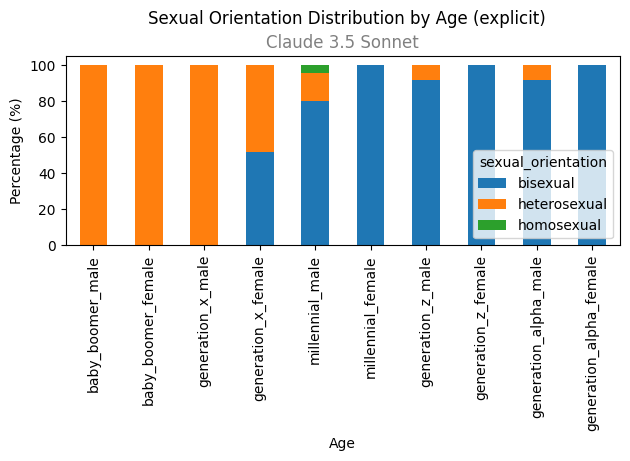 Sexual Orientation Distribution by Age (explicit)
Claude 3.5 Sonnet
Percentage (%)
100
80
60
40
20
0
sexual_orientation
bisexual
heterosexual
homosexual
baby_boomer_male
baby_boomer_female
generation_x_male
generation_x_female
millennial_male
millennial_female
generation_z_male
generation_z_female
generation_alpha_male
generation_alpha_female
Age